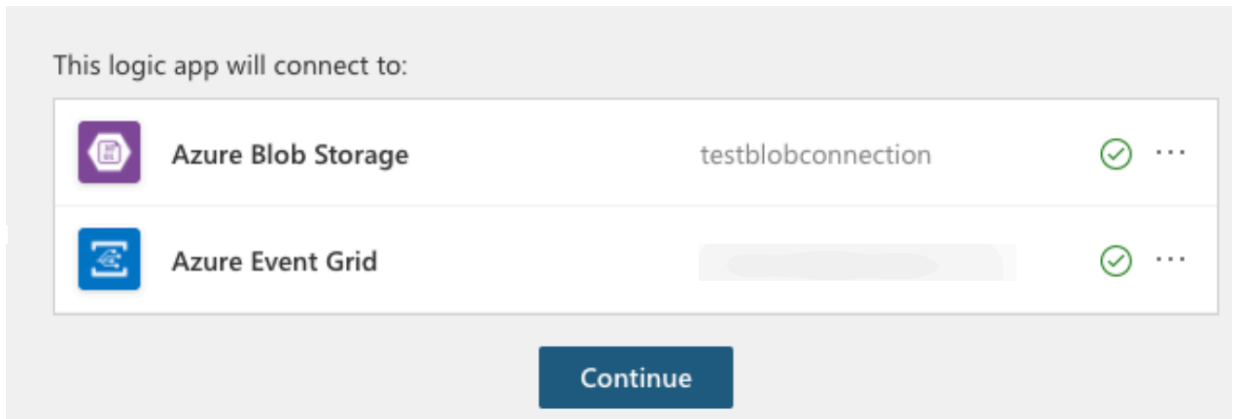 This logic app will connect to:
Azure Blob Storage testblobconnection ...
Azure Event Grid ...
Continue